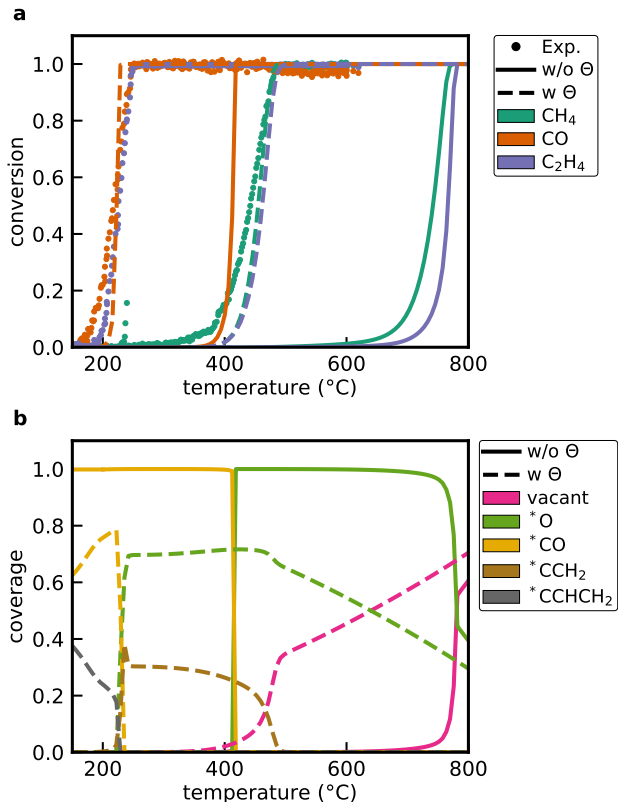 a
1.0
0.8
0.6
0.4
0.2
0.0
conversion
200
400
600
800
temperature (°C)
Exp.
w/o Θ
w Θ
CH₄
CO
C₂H₄
b
1.0
0.8
0.6
0.4
0.2
0.0
coverage
200
400
600
800
temperature (°C)
w/o Θ
w Θ
vacant
*O
*CO
*CCH₂
*CCHCH₂